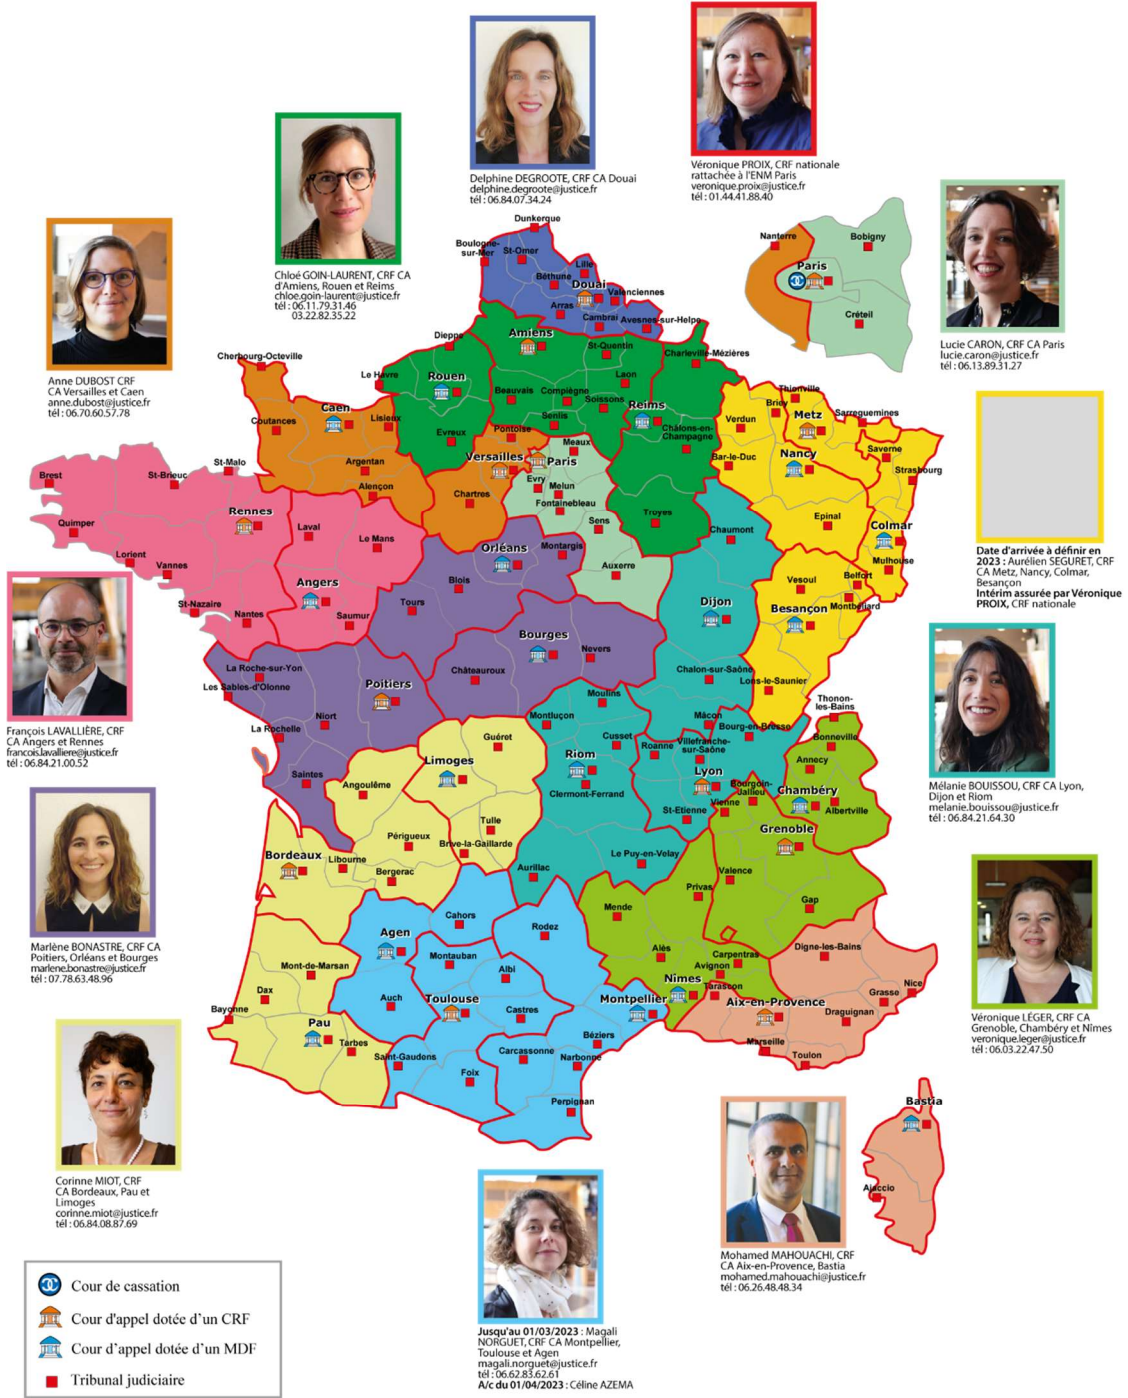 Delphine DEGROOTE, CRF CA Douai
delphine.degroote@justice.fr
tél : 06.84.07.34.24
Véronique PROIX, CRF nationale
rattachée à l'ENM Paris
veronique.proix@justice.fr
tél : 01.44.41.88.40
Chloé GOIN-LAURENT, CRF CA
d'Amiens, Rouen et Reims
chloe.goin-laurent@justice.fr
tél : 06.11.79.31.46
03.22.82.35.22
Anne DUBOST CRF
CA Versailles et Caen
anne.dubost@justice.fr
tél : 06.70.60.57.78
Lucie CARON, CRF CA Paris
lucie.caron@justice.fr
tél : 06.13.89.31.27
Nanterre
Bobigny
Paris
Créteil
Dunkerque
Boulogne-
sur-Mer
St-Omer
Lille
Béthune
Douai
Valenciennes
Arras
Cambrai
Avesnes-sur-Helpe
Dieppe
Amiens
St-Quentin
Charleville-Mézières
Cherbourg-Octeville
Le Havre
Rouen
Laon
Beauvais
Compiègne
Soissons
Reims
Thionville
Briey
Metz
Sarreguemines
Coutances
Caen
Lisieux
Evreux
Senlis
Pontoise
Châlons-en-
Champagne
Verdun
Meaux
Saverne
Nancy
Bar-le-Duc
Strasbourg
St-Malo
Argentan
Versailles
Paris
Brest
St-Brieuc
Alençon
Chartres
Evry
Melun
Fontainebleau
Troyes
Epinal
Colmar
Quimper
Rennes
Laval
Le Mans
Sens
Chaumont
Lorient
Vannes
Orléans
Montargis
Auxerre
Mulhouse
Angers
Blois
Vesoul
Belfort
Montbéliard
St-Nazaire
Nantes
Saumur
Tours
Dijon
Besançon
Bourges
Nevers
La Roche-sur-Yon
Les Sables-d'Olonne
Poitiers
Châteauroux
Chalon-sur-Saône
Lons-le-Saunier
Niort
Moulins
Thonon-
les-Bains
La Rochelle
Montluçon
Mâcon
Bourg-en-Bresse
Guéret
Cusset
Roanne
Villefranche-
sur-Saône
Bonneville
Saintes
Angoulême
Limoges
Riom
Annecy
Clermont-Ferrand
Lyon
Bourgoin-
Jallieu
Chambéry
St-Etienne
Vienne
Albertville
Tulle
Périgueux
Brive-la-Gaillarde
Grenoble
Bordeaux
Libourne
Bergerac
Aurillac
Le Puy-en-Velay
Valence
Privas
Mende
Gap
Cahors
Rodez
Agen
Mont-de-Marsan
Montauban
Albi
Alès
Carpentras
Avignon
Digne-les-Bains
Dax
Auch
Toulouse
Castres
Montpellier
Nîmes
Tarascon
Aix-en-Provence
Grasse
Nice
Draguignan
Bayonne
Pau
Tarbes
Saint-Gaudens
Béziers
Carcassonne
Narbonne
Foix
Perpignan
Marseille
Toulon
Bastia
Ajaccio
Date d'arrivée à définir en
2023 : Aurélien SEGURET, CRF
CA Metz, Nancy, Colmar,
Besançon
Intérim assurée par Véronique
PROIX, CRF nationale
François LAVALLIÈRE, CRF
CA Angers et Rennes
francois.lavalliere@justice.fr
tél : 06.84.21.00.52
Mélanie BOUISSOU, CRF CA Lyon,
Dijon et Riom
melanie.bouissou@justice.fr
tél : 06.84.21.64.30
Marlène BONASTRE, CRF CA
Poitiers, Orléans et Bourges
marlene.bonastre@justice.fr
tél : 07.78.63.48.96
Véronique LÉGER, CRF CA
Grenoble, Chambéry et Nîmes
veronique.leger@justice.fr
tél : 06.03.22.47.50
Corinne MIOT, CRF
CA Bordeaux, Pau et
Limoges
corinne.miot@justice.fr
tél : 06.84.08.87.69
Mohamed MAHOUACHI, CRF
CA Aix-en-Provence, Bastia
mohamed.mahouachi@justice.fr
tél : 06.26.48.48.34
Jusqu'au 01/03/2023 : Magali
NORGUET, CRF CA Montpellier,
Toulouse et Agen
magali.norguet@justice.fr
tél : 06.62.83.62.61
A/c du 01/04/2023 : Céline AZEMA
Cour de cassation
Cour d'appel dotée d'un CRF
Cour d'appel dotée d'un MDF
Tribunal judiciaire